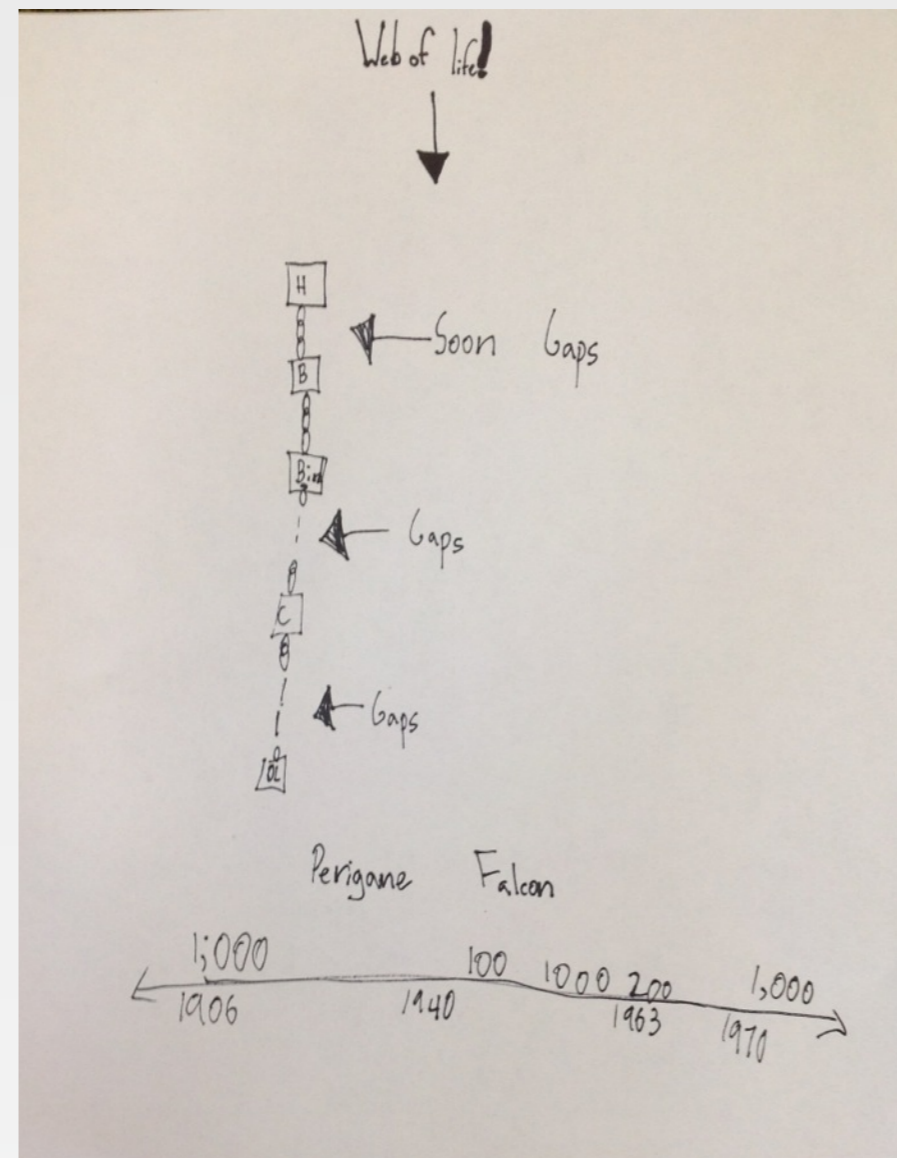 Web of life!
H
Soon Gaps
B
Bird
Gaps
C
Gaps
Perigane Falcon
1,000 100 1000 200 1,000
1906 1940 1963 1970